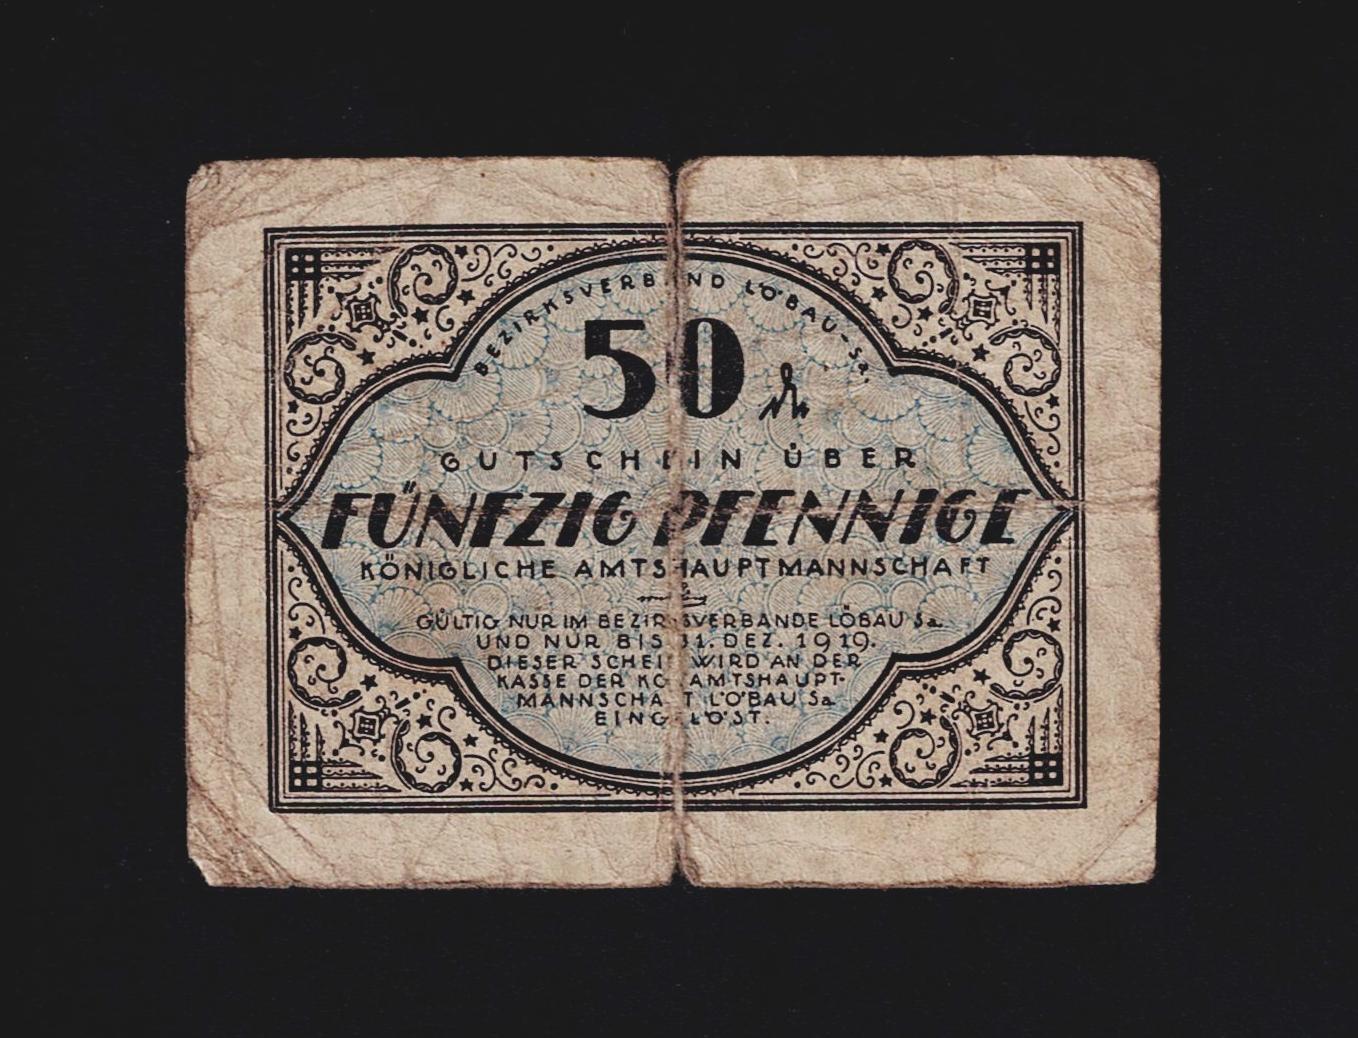 BEZIRKSVERBAND LÖBAU-Sa.
50 ₰
GUTSCHEIN ÜBER
FÜNFZIG PFENNIGE
KÖNIGLICHE AMTSHAUPTMANNSCHAFT
GÜLTIG NUR IM BEZIRKSVERBANDE LÖBAU Sa.
UND NUR BIS 31. DEZ. 1919.
DIESER SCHEIN WIRD AN DER
KASSE DER KGL. AMTSHAUPT-
MANNSCHAFT LÖBAU Sa.
EINGELÖST.